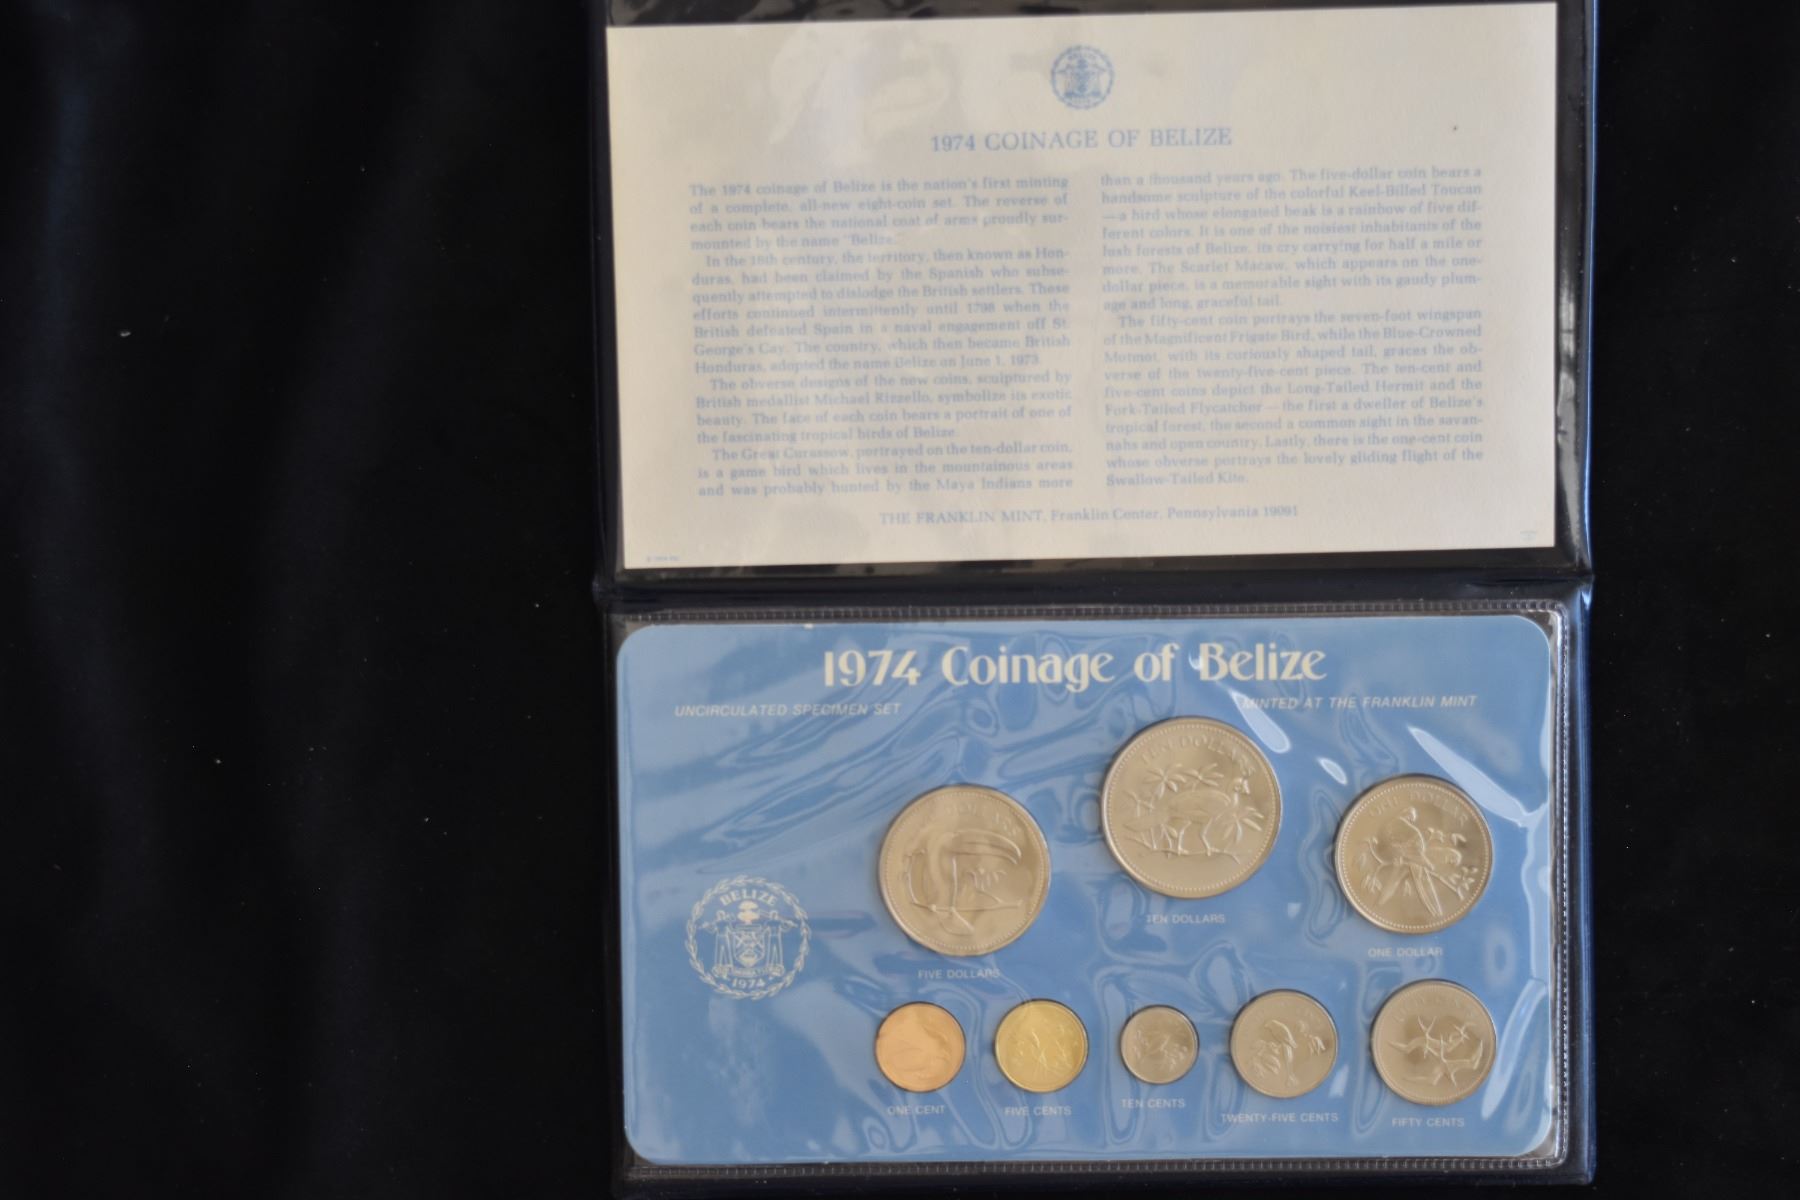 1974 COINAGE OF BELIZE
The 1974 coinage of Belize is the nation's first minting
of a complete, all-new eight-coin set. The reverse of
each coin bears the national coat of arms proudly sur-
mounted by the name "Belize."
In the 16th century, the territory, then known as Hon-
duras, had been claimed by the Spanish who subse-
quently attempted to dislodge the British settlers. These
efforts continued intermittently until 1798 when the
British defeated Spain in a naval engagement off St.
George's Cay. The country, which then became British
Honduras, adopted the name Belize on June 1, 1973.
The obverse designs of the new coins, sculptured by
British medallist Michael Rizzello, symbolize its exotic
beauty. The face of each coin bears a portrait of one of
the fascinating tropical birds of Belize.
The Great Curassow, portrayed on the ten-dollar coin,
is a game bird which lives in the mountainous areas
and was probably hunted by the Maya Indians more
than a thousand years ago. The five-dollar coin bears a
handsome sculpture of the colorful Keel-Billed Toucan
—a bird whose elongated beak is a rainbow of five dif-
ferent colors. It is one of the noisiest inhabitants of the
lush forests of Belize, its cry carrying for half a mile or
more. The Scarlet Macaw, which appears on the one-
dollar piece, is a memorable sight with its gaudy plum-
age and long, graceful tail.
The fifty-cent coin portrays the seven-foot wingspan
of the Magnificent Frigate Bird, while the Blue-Crowned
Motmot, with its curiously shaped tail, graces the ob-
verse of the twenty-five-cent piece. The ten-cent and
five-cent coins depict the Long-Tailed Hermit and the
Fork-Tailed Flycatcher—the first a dweller of Belize's
tropical forest, the second a common sight in the savan-
nahs and open country. Lastly, there is the one-cent coin
whose obverse portrays the lovely gliding flight of the
Swallow-Tailed Kite.
THE FRANKLIN MINT, Franklin Center, Pennsylvania 19091
1974 Coinage of Belize
UNCIRCULATED SPECIMEN SET
MINTED AT THE FRANKLIN MINT
TEN DOLLARS
ONE DOLLAR
BELIZE
1974
FIVE DOLLARS
TEN DOLLARS
ONE DOLLAR
ONE CENT
FIVE CENTS
TEN CENTS
TWENTY-FIVE CENTS
FIFTY CENTS